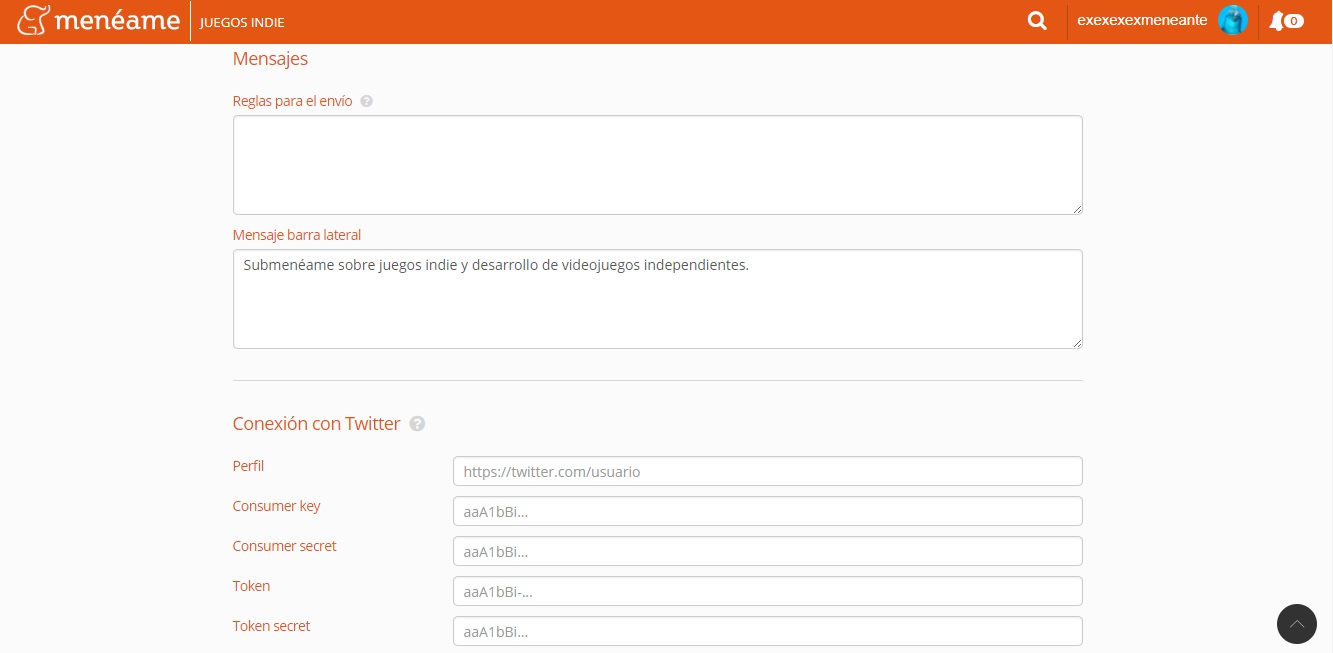 menéame JUEGOS INDIE exexexexmeneante 0
Mensajes
Reglas para el envío ?
Mensaje barra lateral
Submenéame sobre juegos indie y desarrollo de videojuegos independientes.
Conexión con Twitter ?
Perfil https://twitter.com/usuario
Consumer key aaA1bBi...
Consumer secret aaA1bBi...
Token aaA1bBi-...
Token secret aaA1bBi...